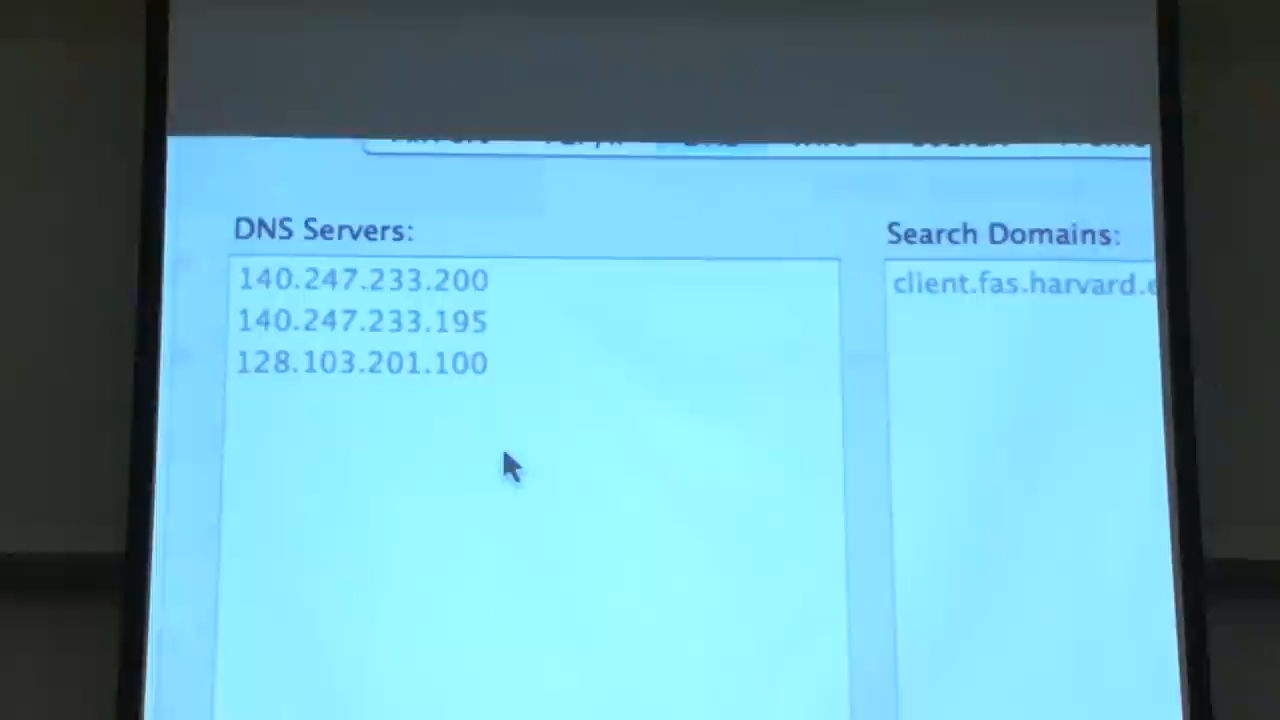 DNS Servers:
140.247.233.200
140.247.233.195
128.103.201.100
Search Domains:
client.fas.harvard.e